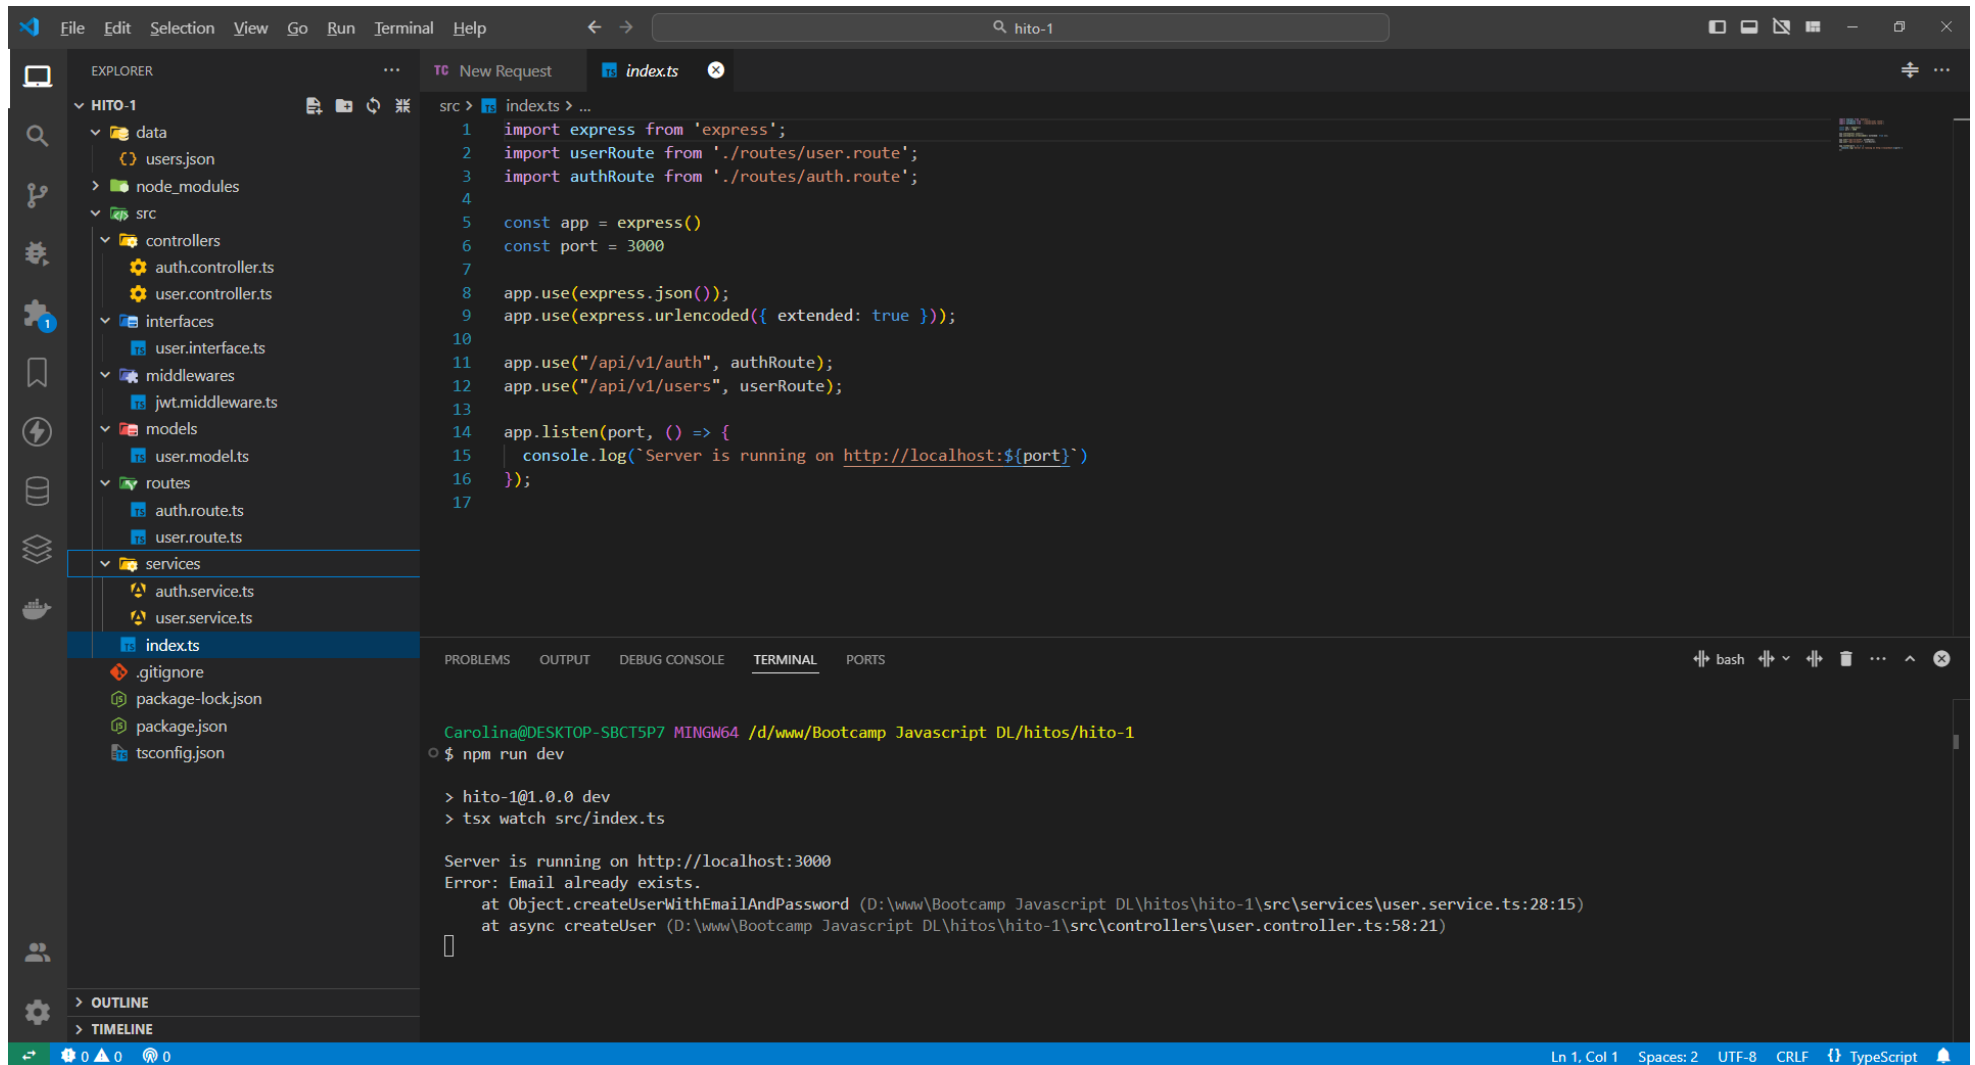 File Edit Selection View Go Run Terminal Help
hito-1
EXPLORER
HITO-1
data
users.json
node_modules
src
controllers
auth.controller.ts
user.controller.ts
interfaces
user.interface.ts
middlewares
jwt.middleware.ts
models
user.model.ts
routes
auth.route.ts
user.route.ts
services
auth.service.ts
user.service.ts
index.ts
.gitignore
package-lock.json
package.json
tsconfig.json
OUTLINE
TIMELINE
1
TC New Request
TS index.ts
src > TS index.ts > ...
1 import express from 'express';
2 import userRoute from './routes/user.route';
3 import authRoute from './routes/auth.route';
4
5 const app = express()
6 const port = 3000
7
8 app.use(express.json());
9 app.use(express.urlencoded({ extended: true }));
10
11 app.use("/api/v1/auth", authRoute);
12 app.use("/api/v1/users", userRoute);
13
14 app.listen(port, () => {
15 console.log(`Server is running on http://localhost:${port}`)
16 });
17
PROBLEMS OUTPUT DEBUG CONSOLE TERMINAL PORTS
bash
Carolina@DESKTOP-SBCT5P7 MINGW64 /d/www/Bootcamp Javascript DL/hitos/hito-1
$ npm run dev
> hito-1@1.0.0 dev
> tsx watch src/index.ts
Server is running on http://localhost:3000
Error: Email already exists.
at Object.createUserWithEmailAndPassword (D:\www\Bootcamp Javascript DL\hitos\hito-1\src\services\user.service.ts:28:15)
at async createUser (D:\www\Bootcamp Javascript DL\hitos\hito-1\src\controllers\user.controller.ts:58:21)
0 0 0
Ln 1, Col 1 Spaces: 2 UTF-8 CRLF {} TypeScript